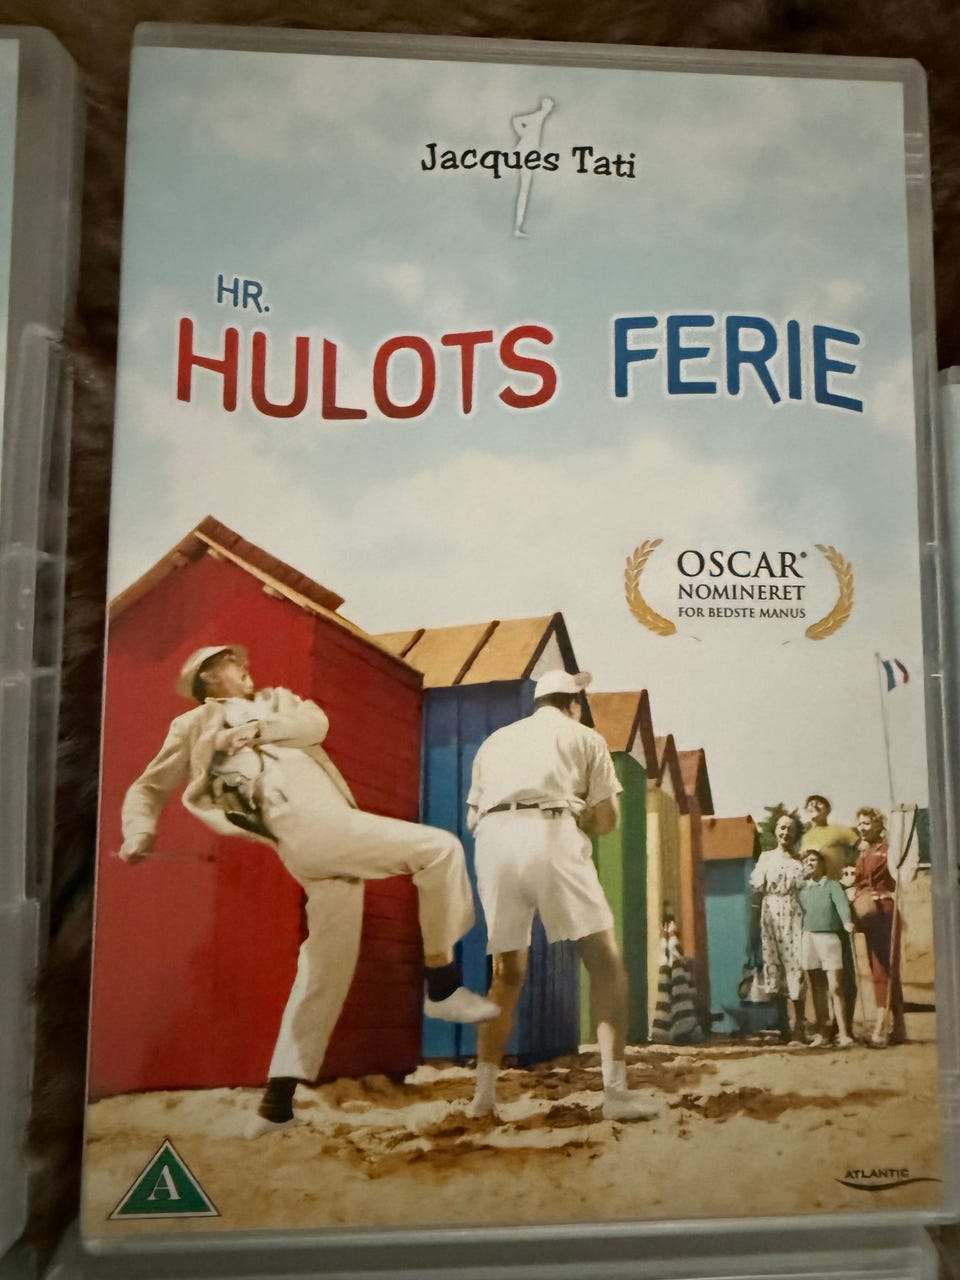 Jacques Tati
HR.
HULOTS FERIE
OSCAR®
NOMINERET
FOR BEDSTE MANUS
A
ATLANTIC